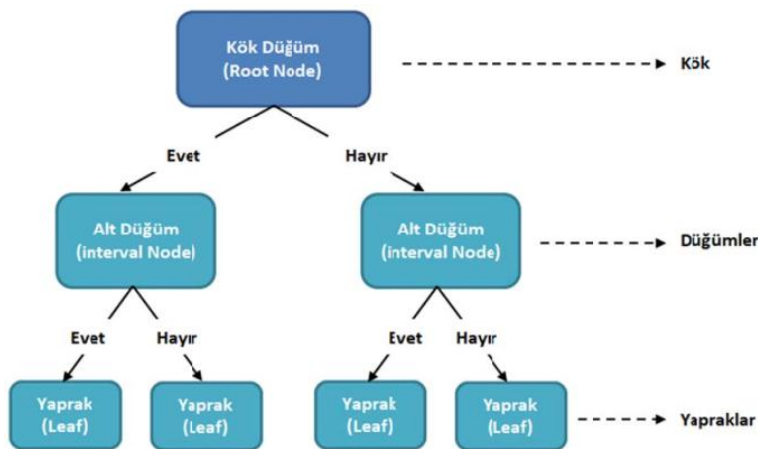 Kök Düğüm
(Root Node)
Kök
Evet
Hayır
Alt Düğüm
(interval Node)
Alt Düğüm
(interval Node)
Düğümler
Evet
Hayır
Evet
Hayır
Yaprak
(Leaf)
Yaprak
(Leaf)
Yaprak
(Leaf)
Yaprak
(Leaf)
Yapraklar